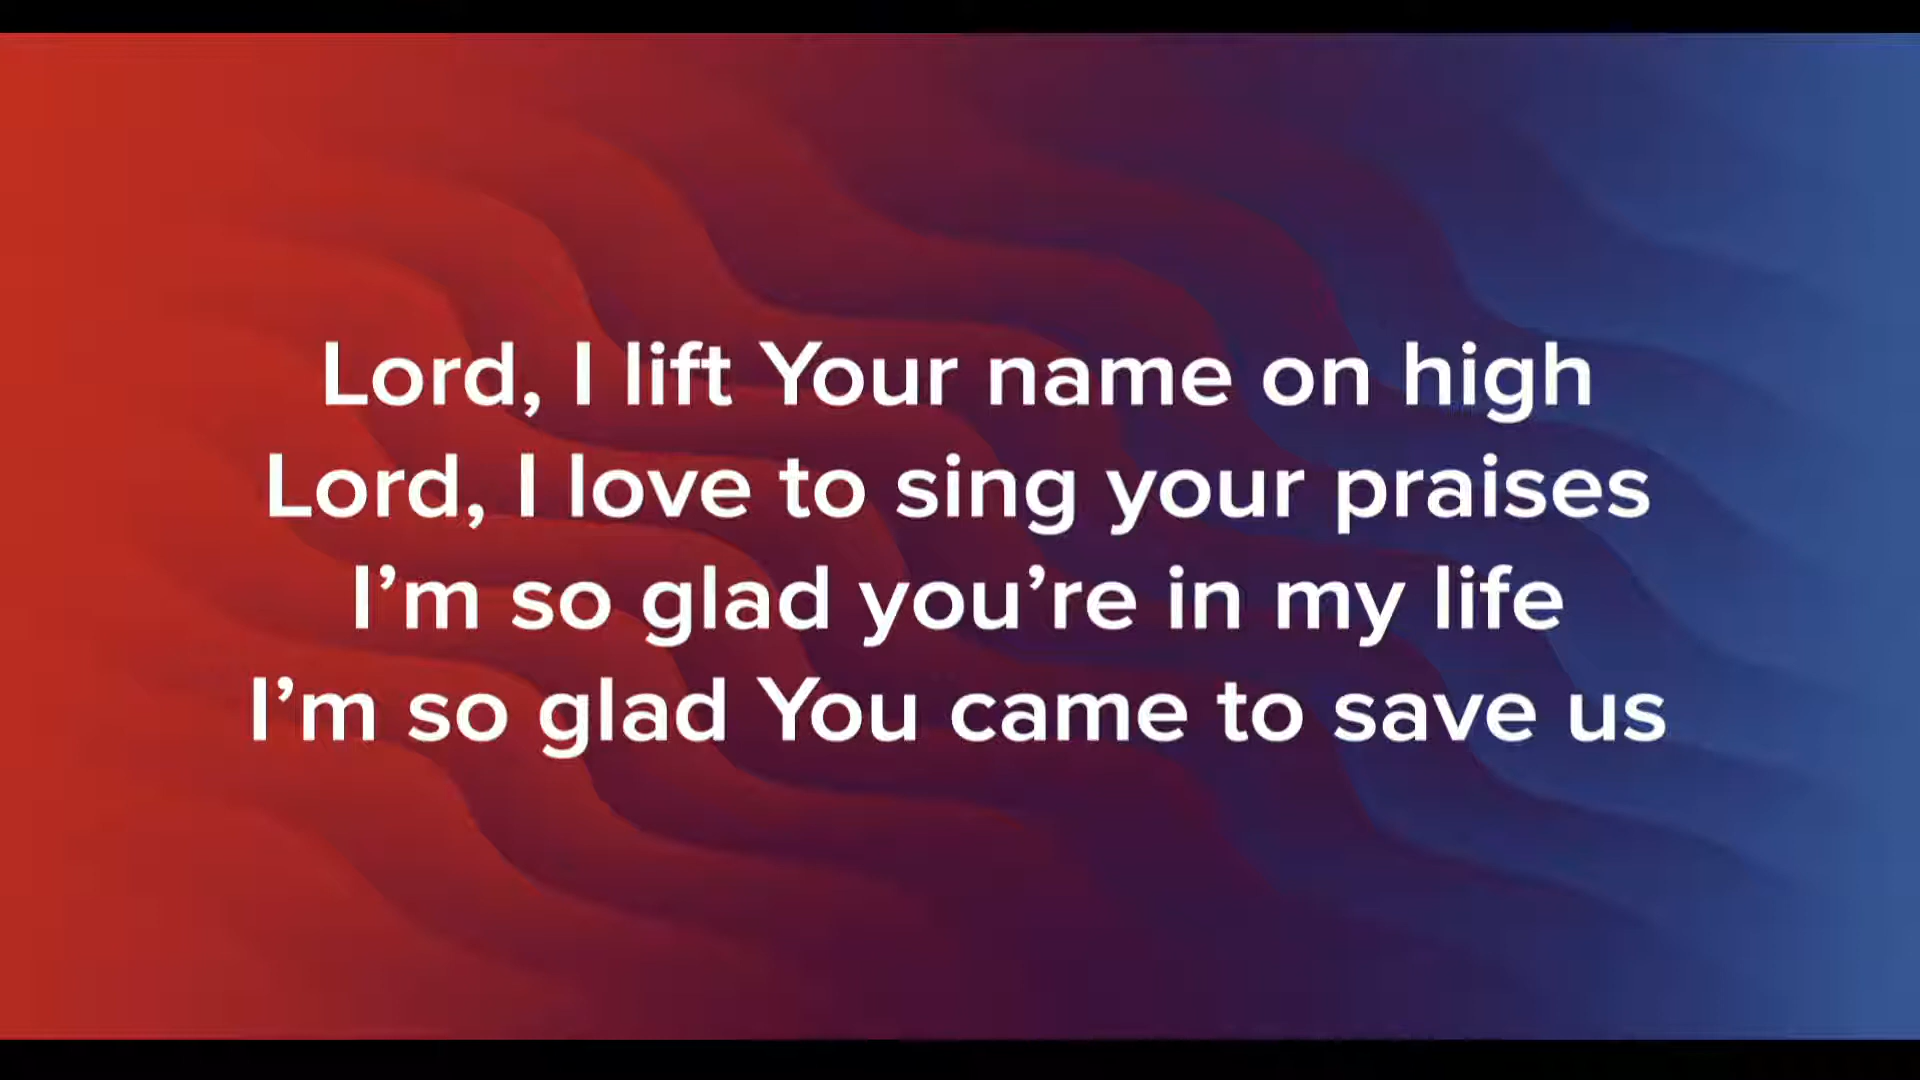 Lord, I lift Your name on high
Lord, I love to sing your praises
I’m so glad you’re in my life
I’m so glad You came to save us